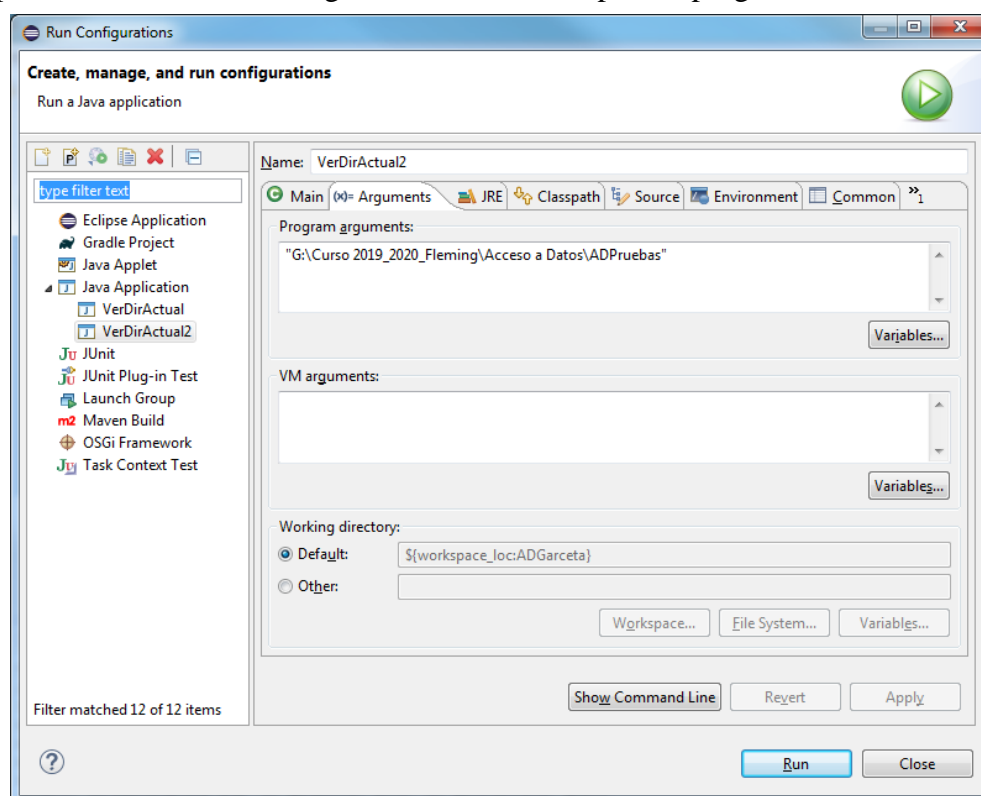 Run Configurations
Create, manage, and run configurations
Run a Java application
type filter text
Eclipse Application
Gradle Project
Java Applet
Java Application
VerDirActual
VerDirActual2
JUnit
JUnit Plug-in Test
Launch Group
m2 Maven Build
OSGi Framework
Task Context Test
Filter matched 12 of 12 items
Name: VerDirActual2
Main (x)= Arguments JRE Classpath Source Environment Common »1
Program arguments:
"G:\Curso 2019_2020_Fleming\Acceso a Datos\ADPruebas"
Variables...
VM arguments:
Variables...
Working directory:
Default: ${workspace_loc:ADGarceta}
Other:
Workspace... File System... Variables...
Show Command Line Revert Apply
Run Close